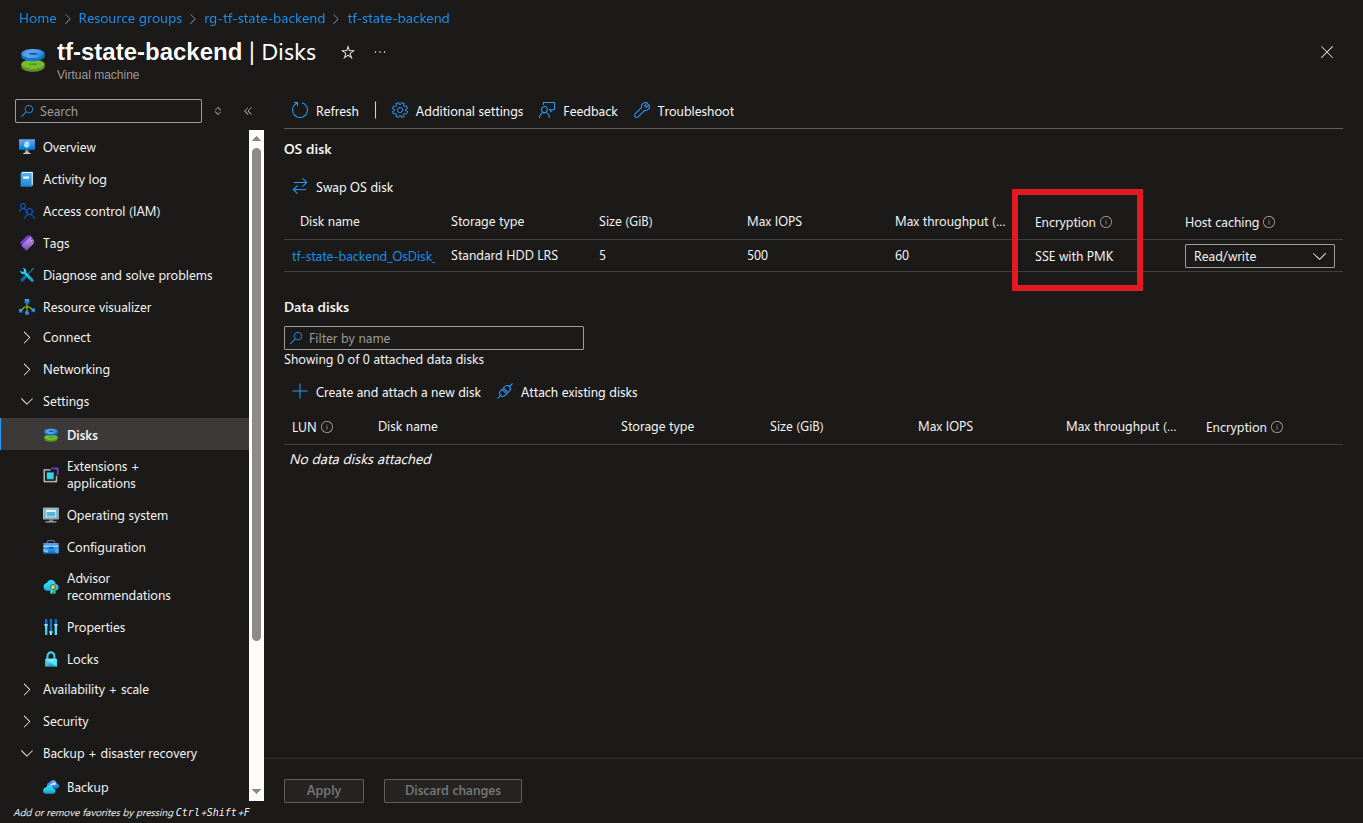 Home > Resource groups > rg-tf-state-backend > tf-state-backend
tf-state-backend | Disks
Virtual machine
Search
Refresh | Additional settings Feedback Troubleshoot
Overview
Activity log
Access control (IAM)
Tags
Diagnose and solve problems
Resource visualizer
Connect
Networking
Settings
Disks
Extensions +
applications
Operating system
Configuration
Advisor
recommendations
Properties
Locks
Availability + scale
Security
Backup + disaster recovery
Backup
Add or remove favorites by pressing Ctrl+Shift+F
OS disk
Swap OS disk
Disk name Storage type Size (GiB) Max IOPS Max throughput (... Encryption Host caching
tf-state-backend_OsDisk_ Standard HDD LRS 5 500 60 SSE with PMK Read/write
Data disks
Filter by name
Showing 0 of 0 attached data disks
Create and attach a new disk Attach existing disks
LUN Disk name Storage type Size (GiB) Max IOPS Max throughput (... Encryption
No data disks attached
Apply Discard changes